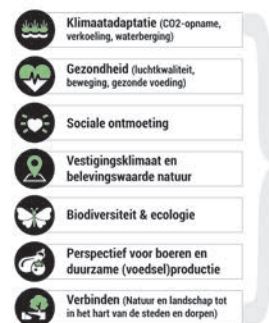 Klimaatadaptatie (CO2-opname,
verkoeling, waterberging)
Gezondheid (luchtkwaliteit,
beweging, gezonde voeding)
Sociale ontmoeting
Vestigingsklimaat en
belevingswaarde natuur
Biodiversiteit & ecologie
Perspectief voor boeren en
duurzame (voedsel)productie
Verbinden (Natuur en landschap tot
in het hart van de steden en dorpen)